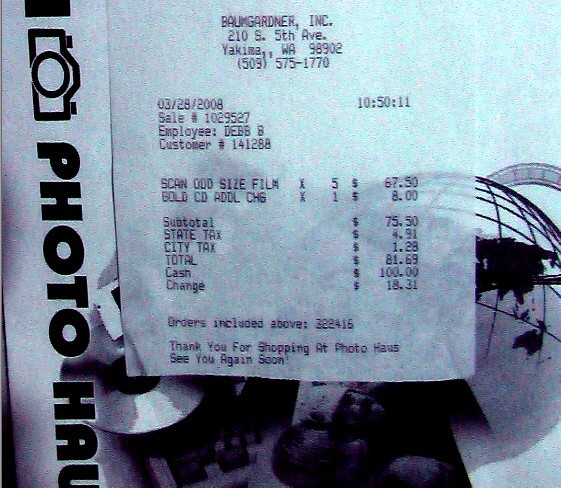 PHOTO HAU
BAUMGARDNER, INC.
210 S. 5th Ave.
Yakima,, WA 98902
(509) 575-1770
03/28/2008 10:50:11
Sale # 1029527
Employee: DEBB B
Customer # 141288
SCAN ODD SIZE FILM X 5 $ 67.50
GOLD CD ADDL CHG X 1 $ 8.00
Subtotal $ 75.50
STATE TAX $ 4.91
CITY TAX $ 1.28
TOTAL $ 81.69
Cash $ 100.00
Change $ 18.31
Orders included above: 322416
Thank You For Shopping At Photo Haus
See You Again Soon!